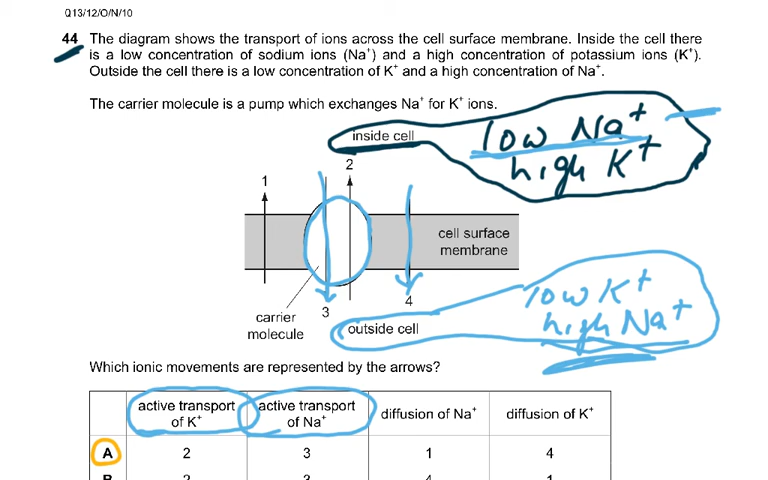 Q13/12/O/N/10
44 The diagram shows the transport of ions across the cell surface membrane. Inside the cell there
is a low concentration of sodium ions (Na⁺) and a high concentration of potassium ions (K⁺).
Outside the cell there is a low concentration of K⁺ and a high concentration of Na⁺.
The carrier molecule is a pump which exchanges Na⁺ for K⁺ ions.
inside cell
low Na⁺
high K⁺
2
1
cell surface
membrane
3
4
carrier
molecule
outside cell
low K⁺
high Na⁺
Which ionic movements are represented by the arrows?
active transport of K⁺ active transport of Na⁺ diffusion of Na⁺ diffusion of K⁺
A 2 3 1 4
B 2 3 4 1